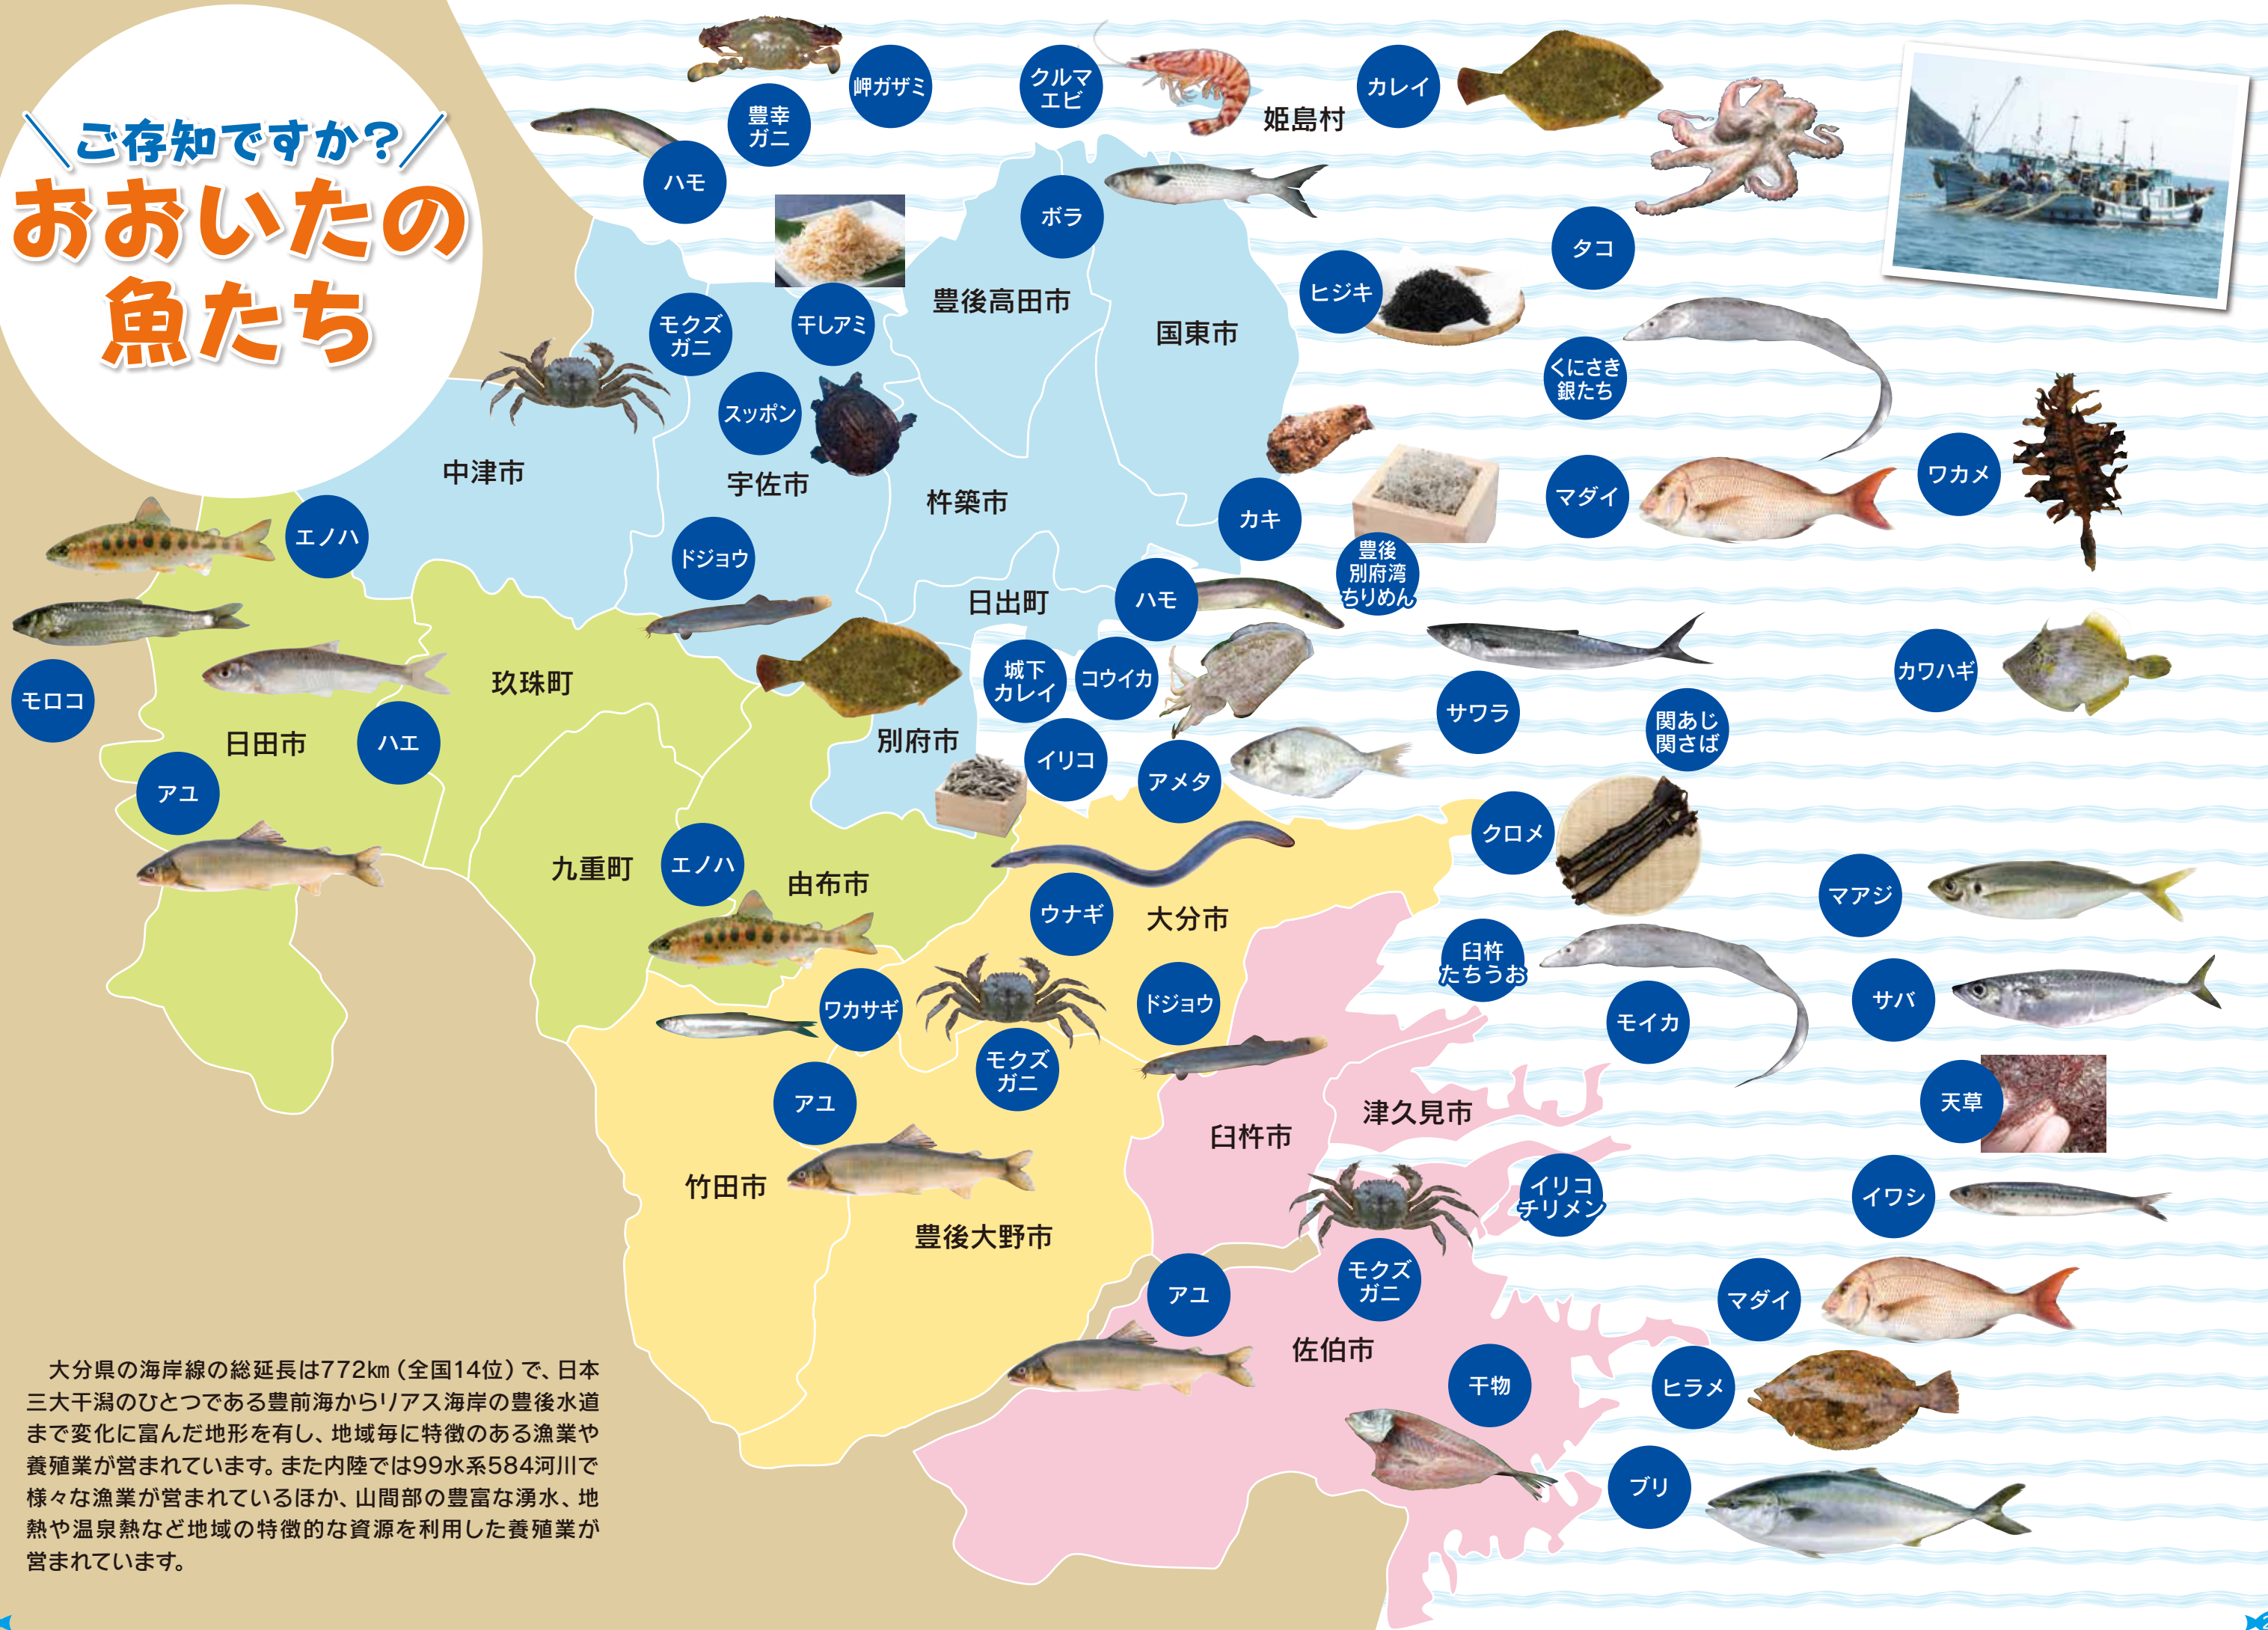 ご存知ですか？
おおいたの
魚たち
岬ガザミ
豊幸
ガニ
ハモ
クルマ
エビ
姫島村
カレイ
ボラ
タコ
ヒジキ
くにさき
銀たち
豊後高田市
国東市
モクズ
ガニ
干しアミ
スッポン
中津市
宇佐市
杵築市
カキ
マダイ
ワカメ
エノハ
ドジョウ
豊後
別府湾
ちりめん
日出町
ハモ
モロコ
玖珠町
城下
カレイ
コウイカ
サワラ
関あじ
関さば
カワハギ
日田市
ハエ
別府市
イリコ
アメタ
アユ
クロメ
九重町
エノハ
由布市
ウナギ
大分市
マアジ
臼杵
たちうお
ワカサギ
ドジョウ
モイカ
サバ
モクズ
ガニ
アユ
津久見市
天草
臼杵市
竹田市
イリコ
チリメン
イワシ
豊後大野市
アユ
モクズ
ガニ
マダイ
佐伯市
干物
ヒラメ
ブリ
大分県の海岸線の総延長は772㎞（全国14位）で、日本
三大干潟のひとつである豊前海からリアス海岸の豊後水道
まで変化に富んだ地形を有し、地域毎に特徴のある漁業や
養殖業が営まれています。また内陸では99水系584河川で
様々な漁業が営まれているほか、山間部の豊富な湧水、地
熱や温泉熱など地域の特徴的な資源を利用した養殖業が
営まれています。